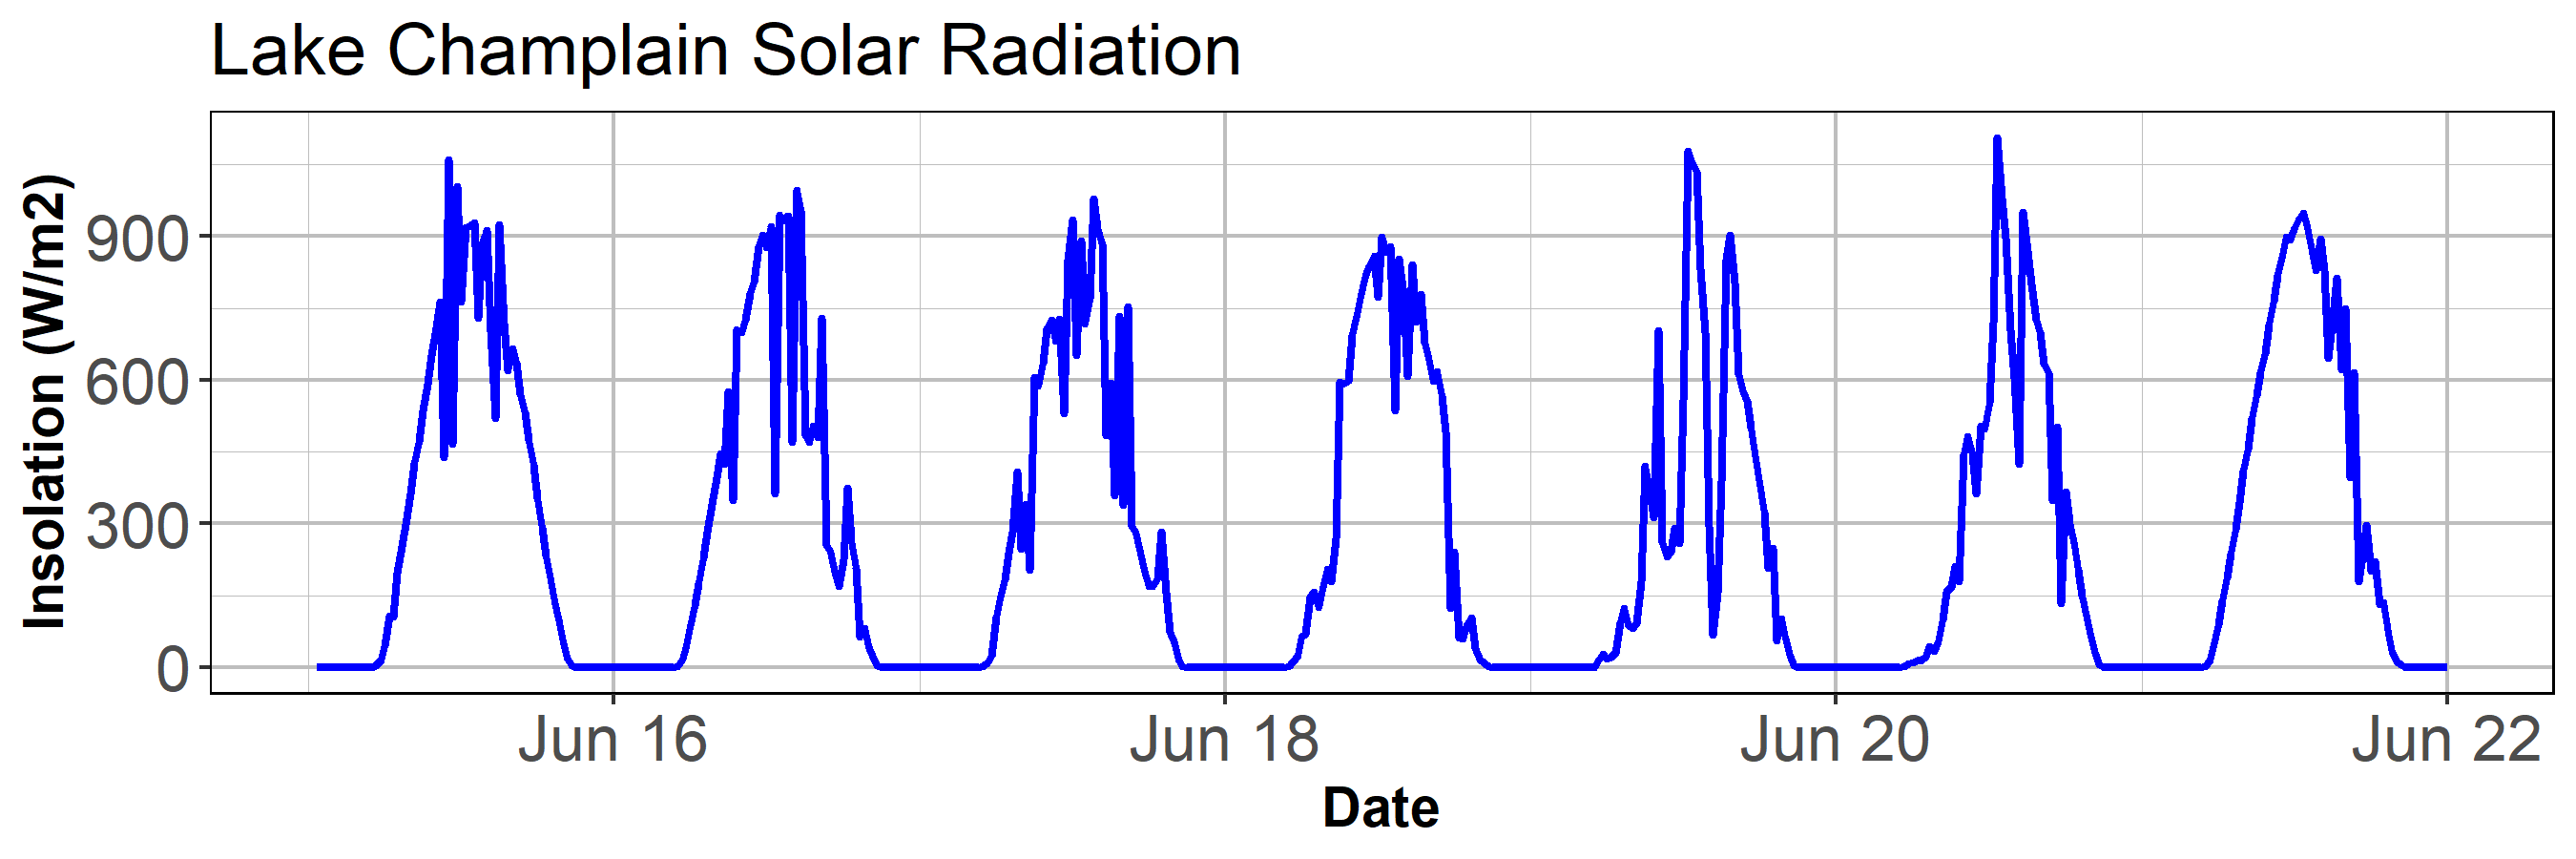 Lake Champlain Solar Radiation
Insolation (W/m2)
900
600
300
0
Jun 16 Jun 18 Jun 20 Jun 22
Date